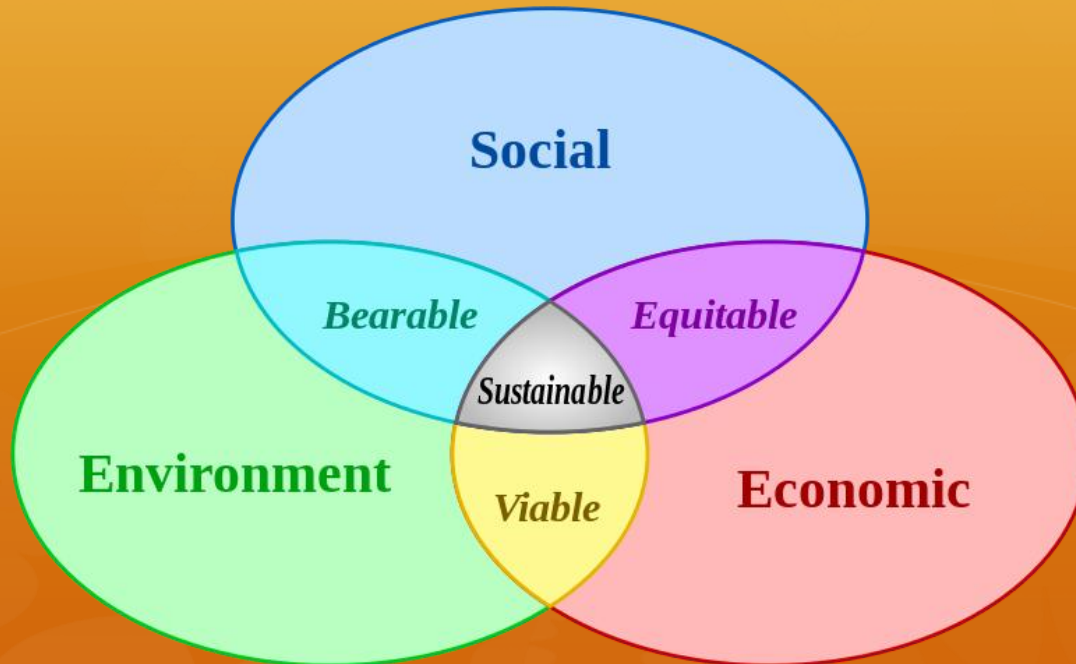 Social
Bearable
Equitable
Sustainable
Environment
Economic
Viable